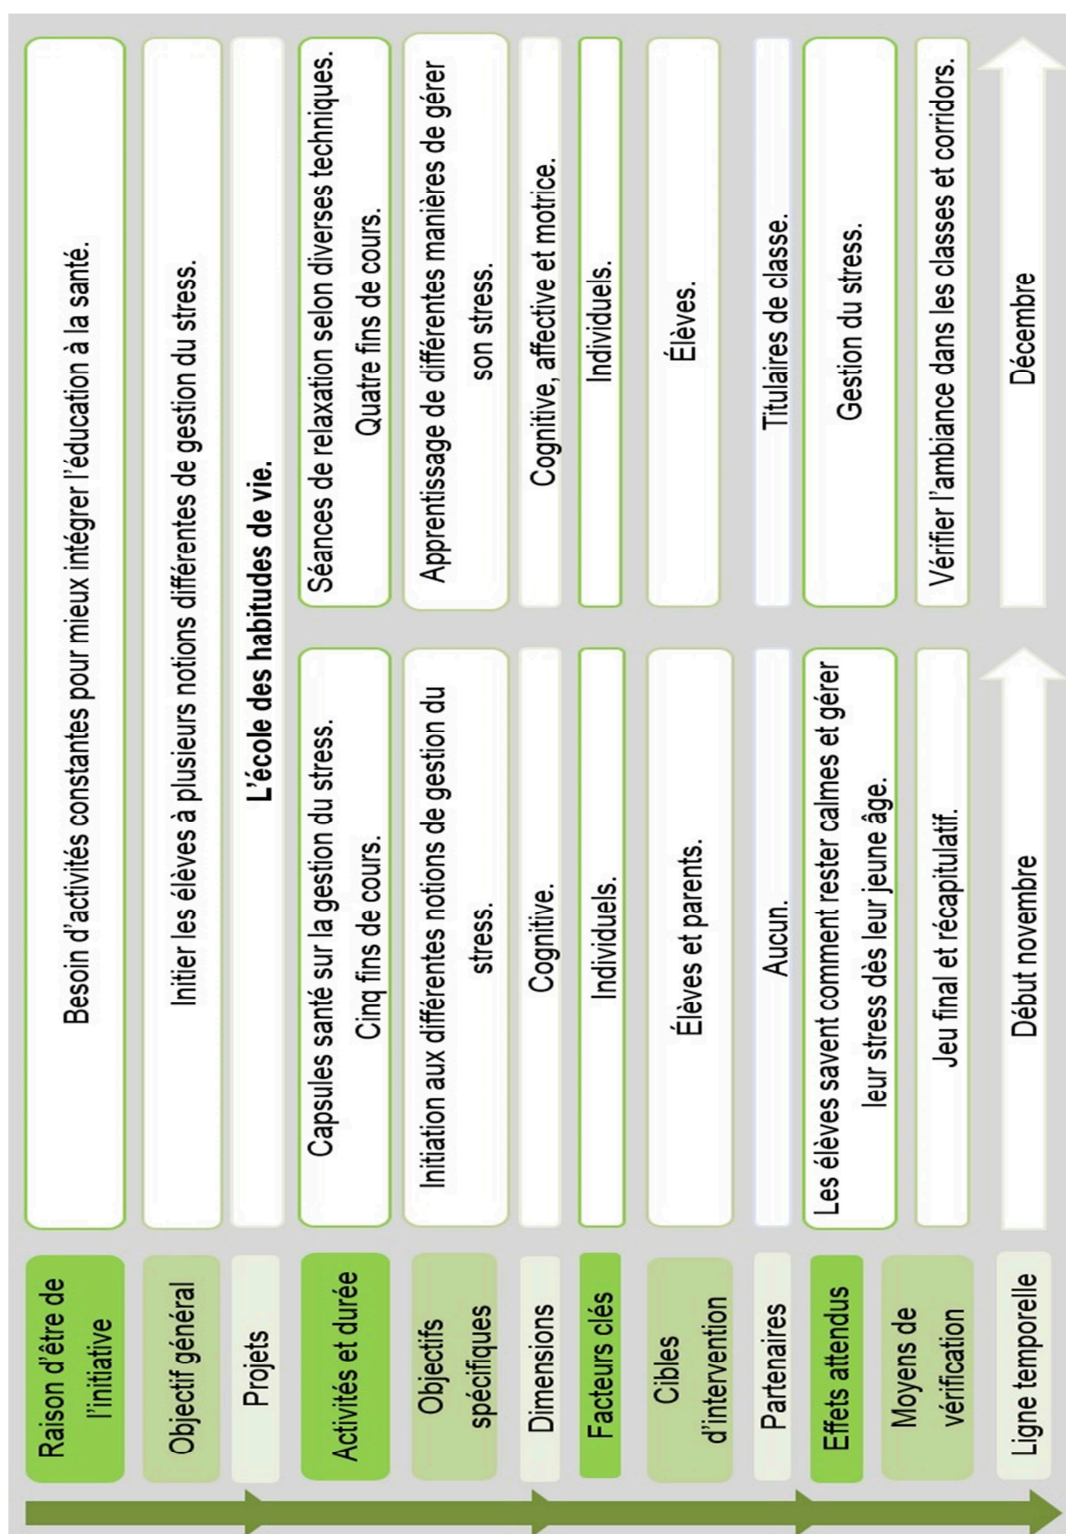 Raison d'être de
l'initiative
Besoin d'activités constantes pour mieux intégrer l'éducation à la santé.
Objectif général
Initier les élèves à plusieurs notions différentes de gestion du stress.
Projets
L'école des habitudes de vie.
Activités et durée
Capsules santé sur la gestion du stress.
Cinq fins de cours.
Séances de relaxation selon diverses techniques.
Quatre fins de cours.
Objectifs
spécifiques
Initiation aux différentes notions de gestion du
stress.
Apprentissage de différentes manières de gérer
son stress.
Dimensions
Cognitive.
Cognitive, affective et motrice.
Facteurs clés
Individuels.
Individuels.
Cibles
d'intervention
Élèves et parents.
Élèves.
Partenaires
Aucun.
Titulaires de classe.
Effets attendus
Les élèves savent comment rester calmes et gérer
leur stress dès leur jeune âge.
Gestion du stress.
Moyens de
vérification
Jeu final et récapitulatif.
Vérifier l'ambiance dans les classes et corridors.
Ligne temporelle
Début novembre
Décembre